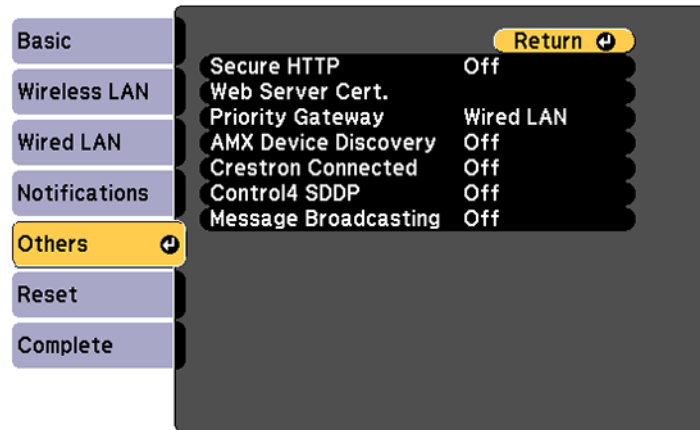 Basic
Wireless LAN
Wired LAN
Notifications
Others
Reset
Complete
Return
Secure HTTP Off
Web Server Cert.
Priority Gateway Wired LAN
AMX Device Discovery Off
Crestron Connected Off
Control4 SDDP Off
Message Broadcasting Off